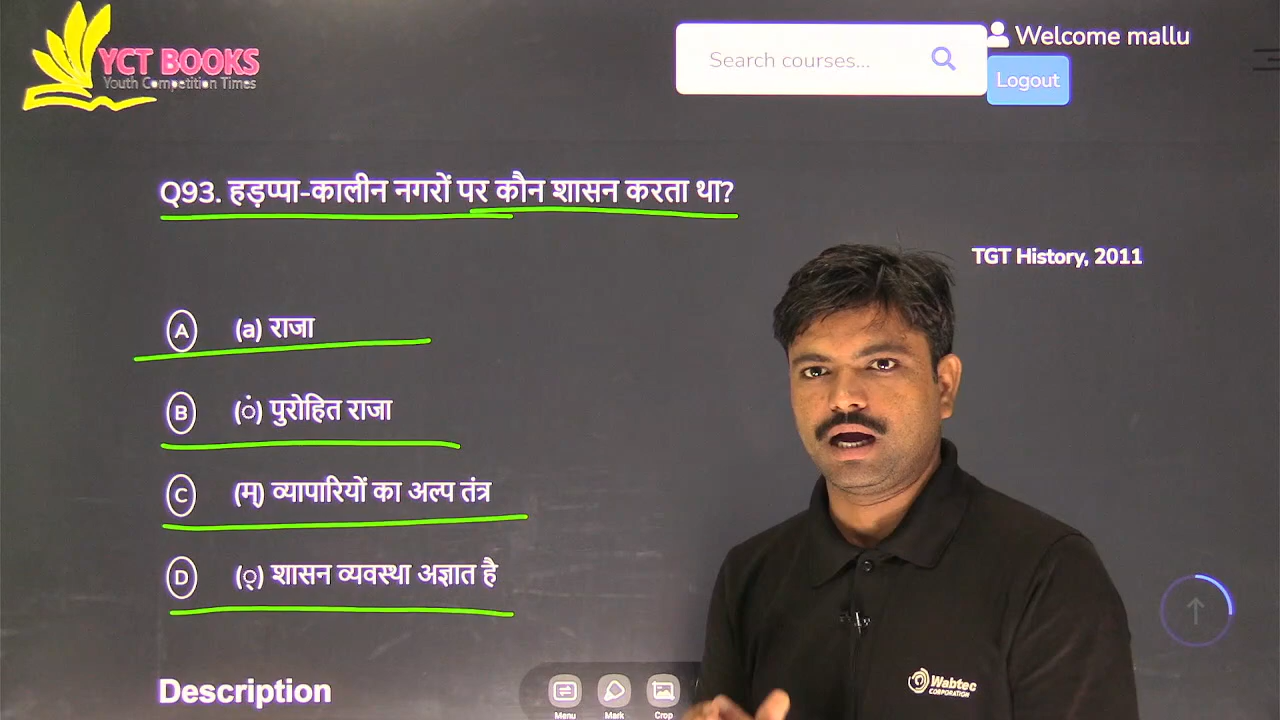 YCT BOOKS
Youth Competition Times
Search courses...
Welcome mallu
Logout
Q93. हड़प्पा-कालीन नगरों पर कौन शासन करता था?
TGT History, 2011
A (a) राजा
B (ं) पुरोहित राजा
C (म्) व्यापारियों का अल्प तंत्र
D (्) शासन व्यवस्था अज्ञात है
Description
Menu Mark Crop
Wabtec
CORPORATION